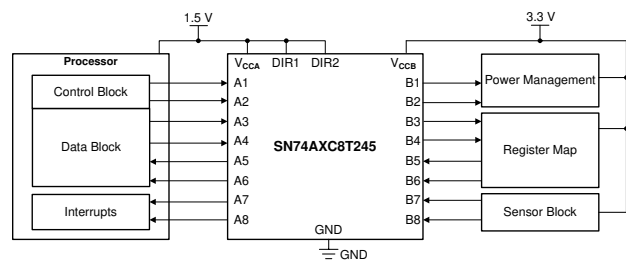 1.5 V
3.3 V
Processor
VCCA
DIR1
DIR2
VCCB
Control Block
Data Block
Interrupts
A1
A2
A3
A4
A5
A6
A7
A8
SN74AXC8T245
B1
B2
B3
B4
B5
B6
B7
B8
Power Management
Register Map
Sensor Block
GND
GND